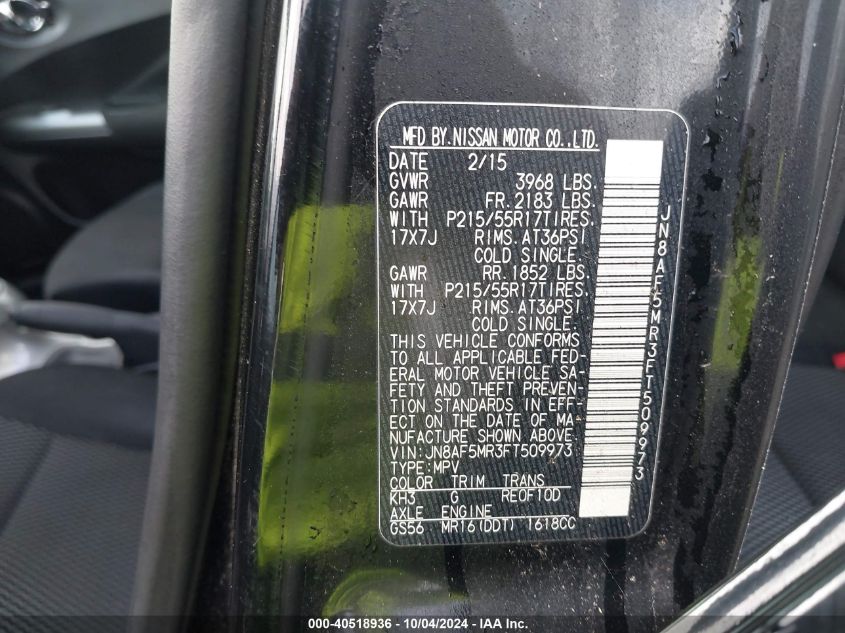 MFD BY.NISSAN MOTOR CO.,LTD.
DATE 2/15
GVWR 3968 LBS.
GAWR FR.2183 LBS.
WITH P215/55R17TIRES.
17X7J RIMS.AT36PSI
COLD SINGLE.
GAWR RR.1852 LBS.
WITH P215/55R17TIRES.
17X7J RIMS.AT36PSI
COLD SINGLE.
THIS VEHICLE CONFORMS
TO ALL APPLICABLE FED-
ERAL MOTOR VEHICLE SA-
FETY AND THEFT PREVEN-
TION STANDARDS IN EFF-
ECT ON THE DATE OF MA-
NUFACTURE SHOWN ABOVE.
VIN:JN8AF5MR3FT509973
TYPE:MPV
COLOR TRIM TRANS
KH3 G RE0F10D
AXLE ENGINE
GS56 MR16(DDT) 1618CC
JN8AF5MR3FT509973
000-40518936 - 10/04/2024 - IAA Inc.